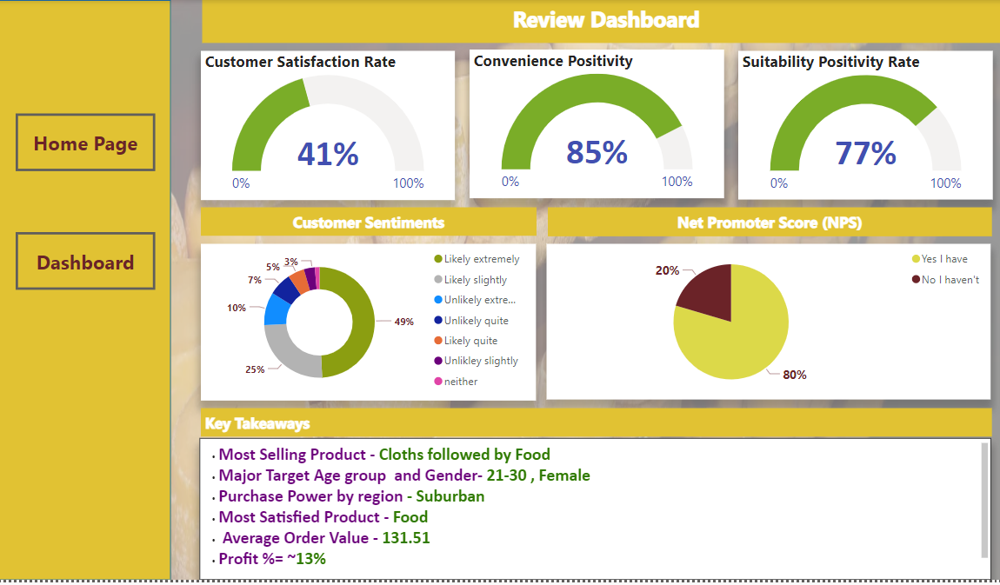 Review Dashboard
Home Page
Dashboard
Customer Satisfaction Rate
41%
0%
100%
Convenience Positivity
85%
0%
100%
Suitability Positivity Rate
77%
0%
100%
Customer Sentiments
3%
5%
7%
10%
25%
49%
Likely extremely
Likely slightly
Unlikely extre...
Unlikely quite
Likely quite
Unlikley slightly
neither
Net Promoter Score (NPS)
20%
80%
Yes I have
No I haven't
Key Takeaways
. Most Selling Product - Cloths followed by Food
. Major Target Age group and Gender- 21-30 , Female
. Purchase Power by region - Suburban
. Most Satisfied Product - Food
. Average Order Value - 131.51
. Profit %= ~13%